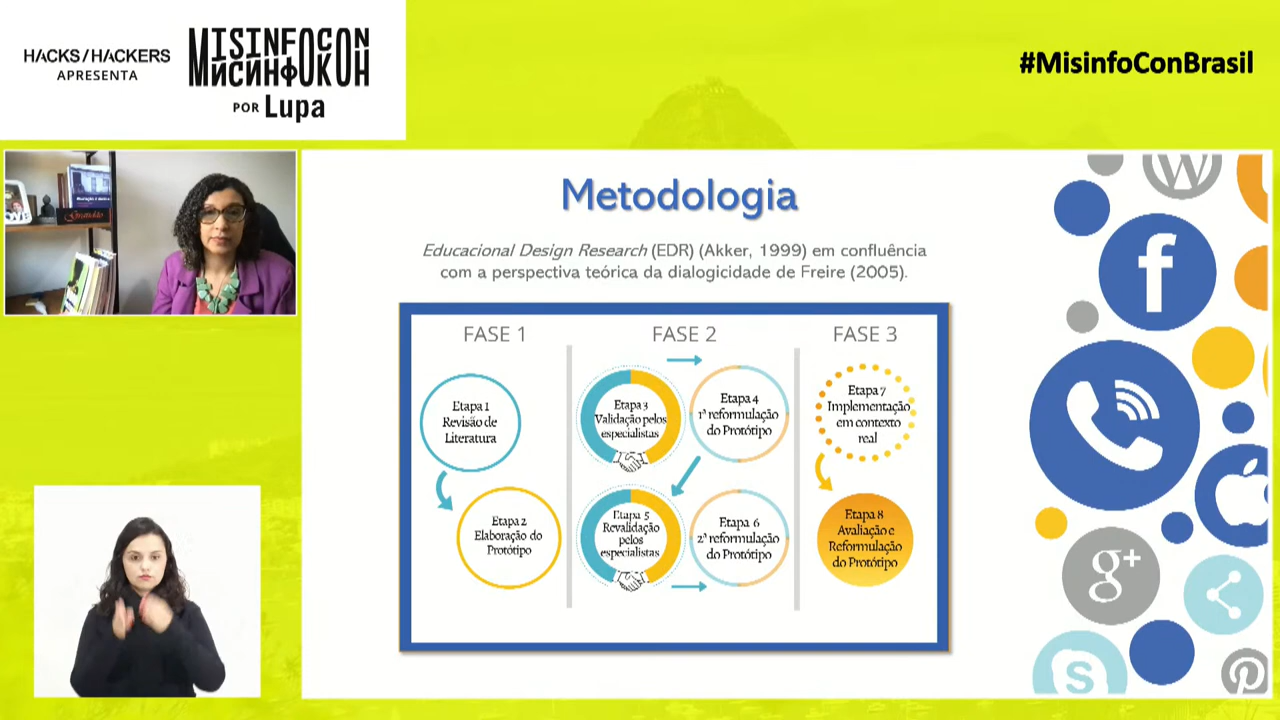 HACKS/HACKERS
APRESENTA
MISINFOCON
МИСИНФОКОН
POR Lupa
#MisinfoConBrasil
Metodologia
Educacional Design Research (EDR) (Akker, 1999) em confluência
com a perspectiva teórica da dialogicidade de Freire (2005).
FASE 1
FASE 2
FASE 3
Etapa 1
Revisão de
Literatura
Etapa 2
Elaboração do
Protótipo
Etapa 3
Validação pelos
especialistas
Etapa 4
1ª reformulação
do Protótipo
Etapa 5
Revalidação
pelos
especialistas
Etapa 6
2ª reformulação
do Protótipo
Etapa 7
Implementação
em contexto
real
Etapa 8
Avaliação e
Reformulação
do Protótipo